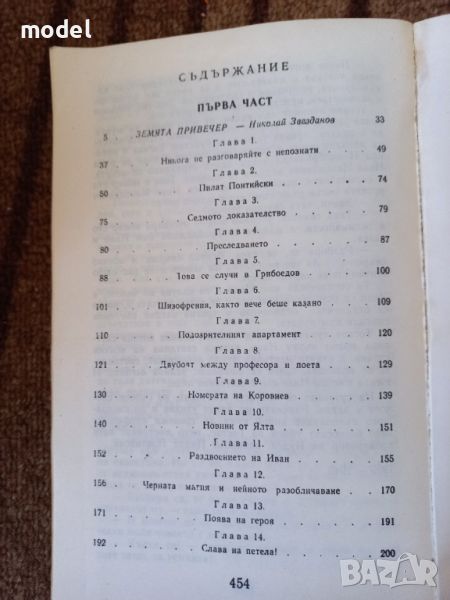 model
СЪДЪРЖАНИЕ
ПЪРВА ЧАСТ
5 . ЗЕМЯТА ПРИВЕЧЕР — Николай Звезданов . 33
Глава 1.
37 . Никога не разговаряйте с непознати . 49
Глава 2.
50 . . . . . Пилат Понтийски . . . . . 74
Глава 3.
75 . . . . Седмото доказателство . . . . 79
Глава 4.
80 . . . . . Преследването . . . . . 87
Глава 5.
88 . . . Това се случи в Грибоедов . . . 100
Глава 6.
101 . . Шизофрения, както вече беше казано . . 109
Глава 7.
110 . . . Подозрителният апартамент . . . 120
Глава 8.
121 . . Двубоят между професора и поета . . 129
Глава 9.
130 . . . . Номерата на Коровиев . . . . 139
Глава 10.
140 . . . . . Новини от Ялта . . . . . 151
Глава 11.
152 . . . . Раздвоението на Иван . . . . 155
Глава 12.
156 . Черната магия и нейното разобличаване . 170
Глава 13.
171 . . . . . Поява на героя . . . . . 191
Глава 14.
192 . . . . . Слава на петела! . . . . . 200
454
BAZAR